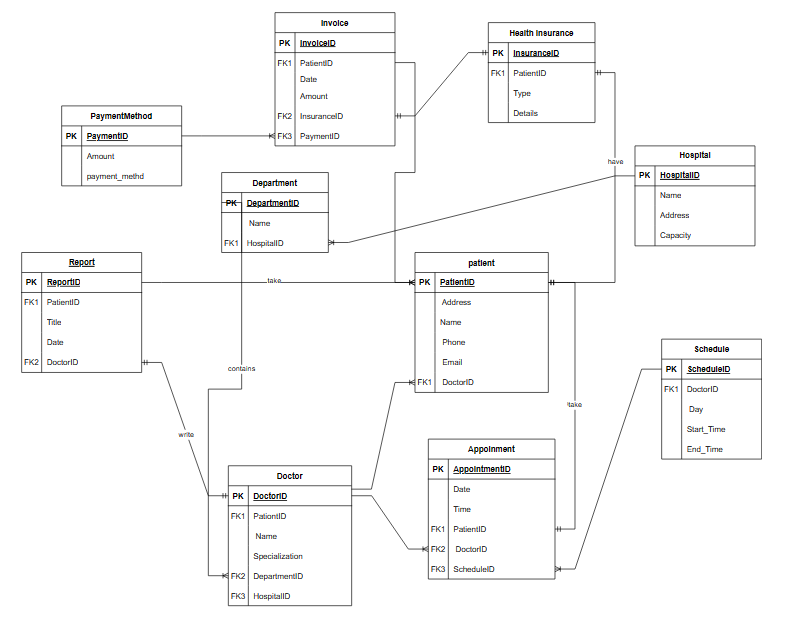 Invoice
PK InvoiceID
FK1 PatientID
Date
Amount
FK2 InsuranceID
FK3 PaymentID
Health Insurance
PK InsuranceID
FK1 PatientID
Type
Details
PaymentMethod
PK PaymentID
Amount
payment_methd
Hospital
PK HospitalID
Name
Address
Capacity
have
Department
PK DepartmentID
Name
FK1 HospitalID
Report
PK ReportID
FK1 PatientID
Title
Date
FK2 DoctorID
take
patient
PK PatientID
Address
Name
Phone
Email
FK1 DoctorID
contains
write
take
Schedule
PK ScheduleID
FK1 DoctorID
Day
Start_Time
End_Time
Doctor
PK DoctorID
FK1 PationtID
Name
Specialization
FK2 DepartmentID
FK3 HospitalID
Appoinment
PK AppointmentID
Date
Time
FK1 PatientID
FK2 DoctorID
FK3 ScheduleID